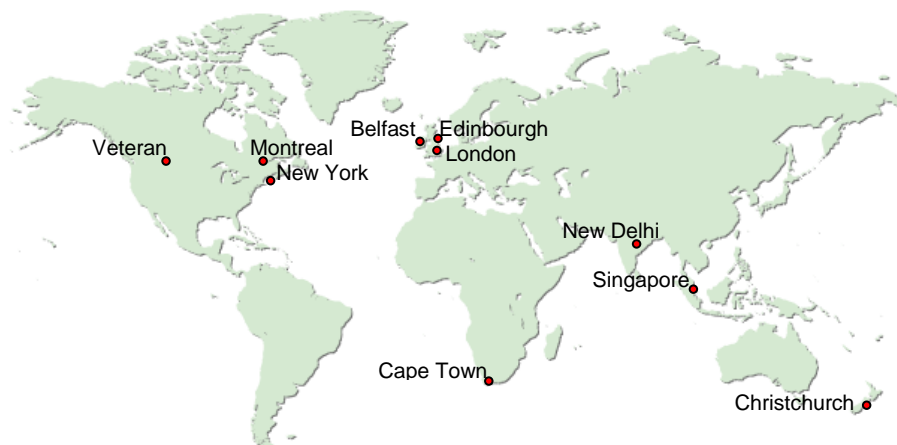 Belfast
Edinbourgh
Veteran
Montreal
London
New York
New Delhi
Singapore
Cape Town
Christchurch